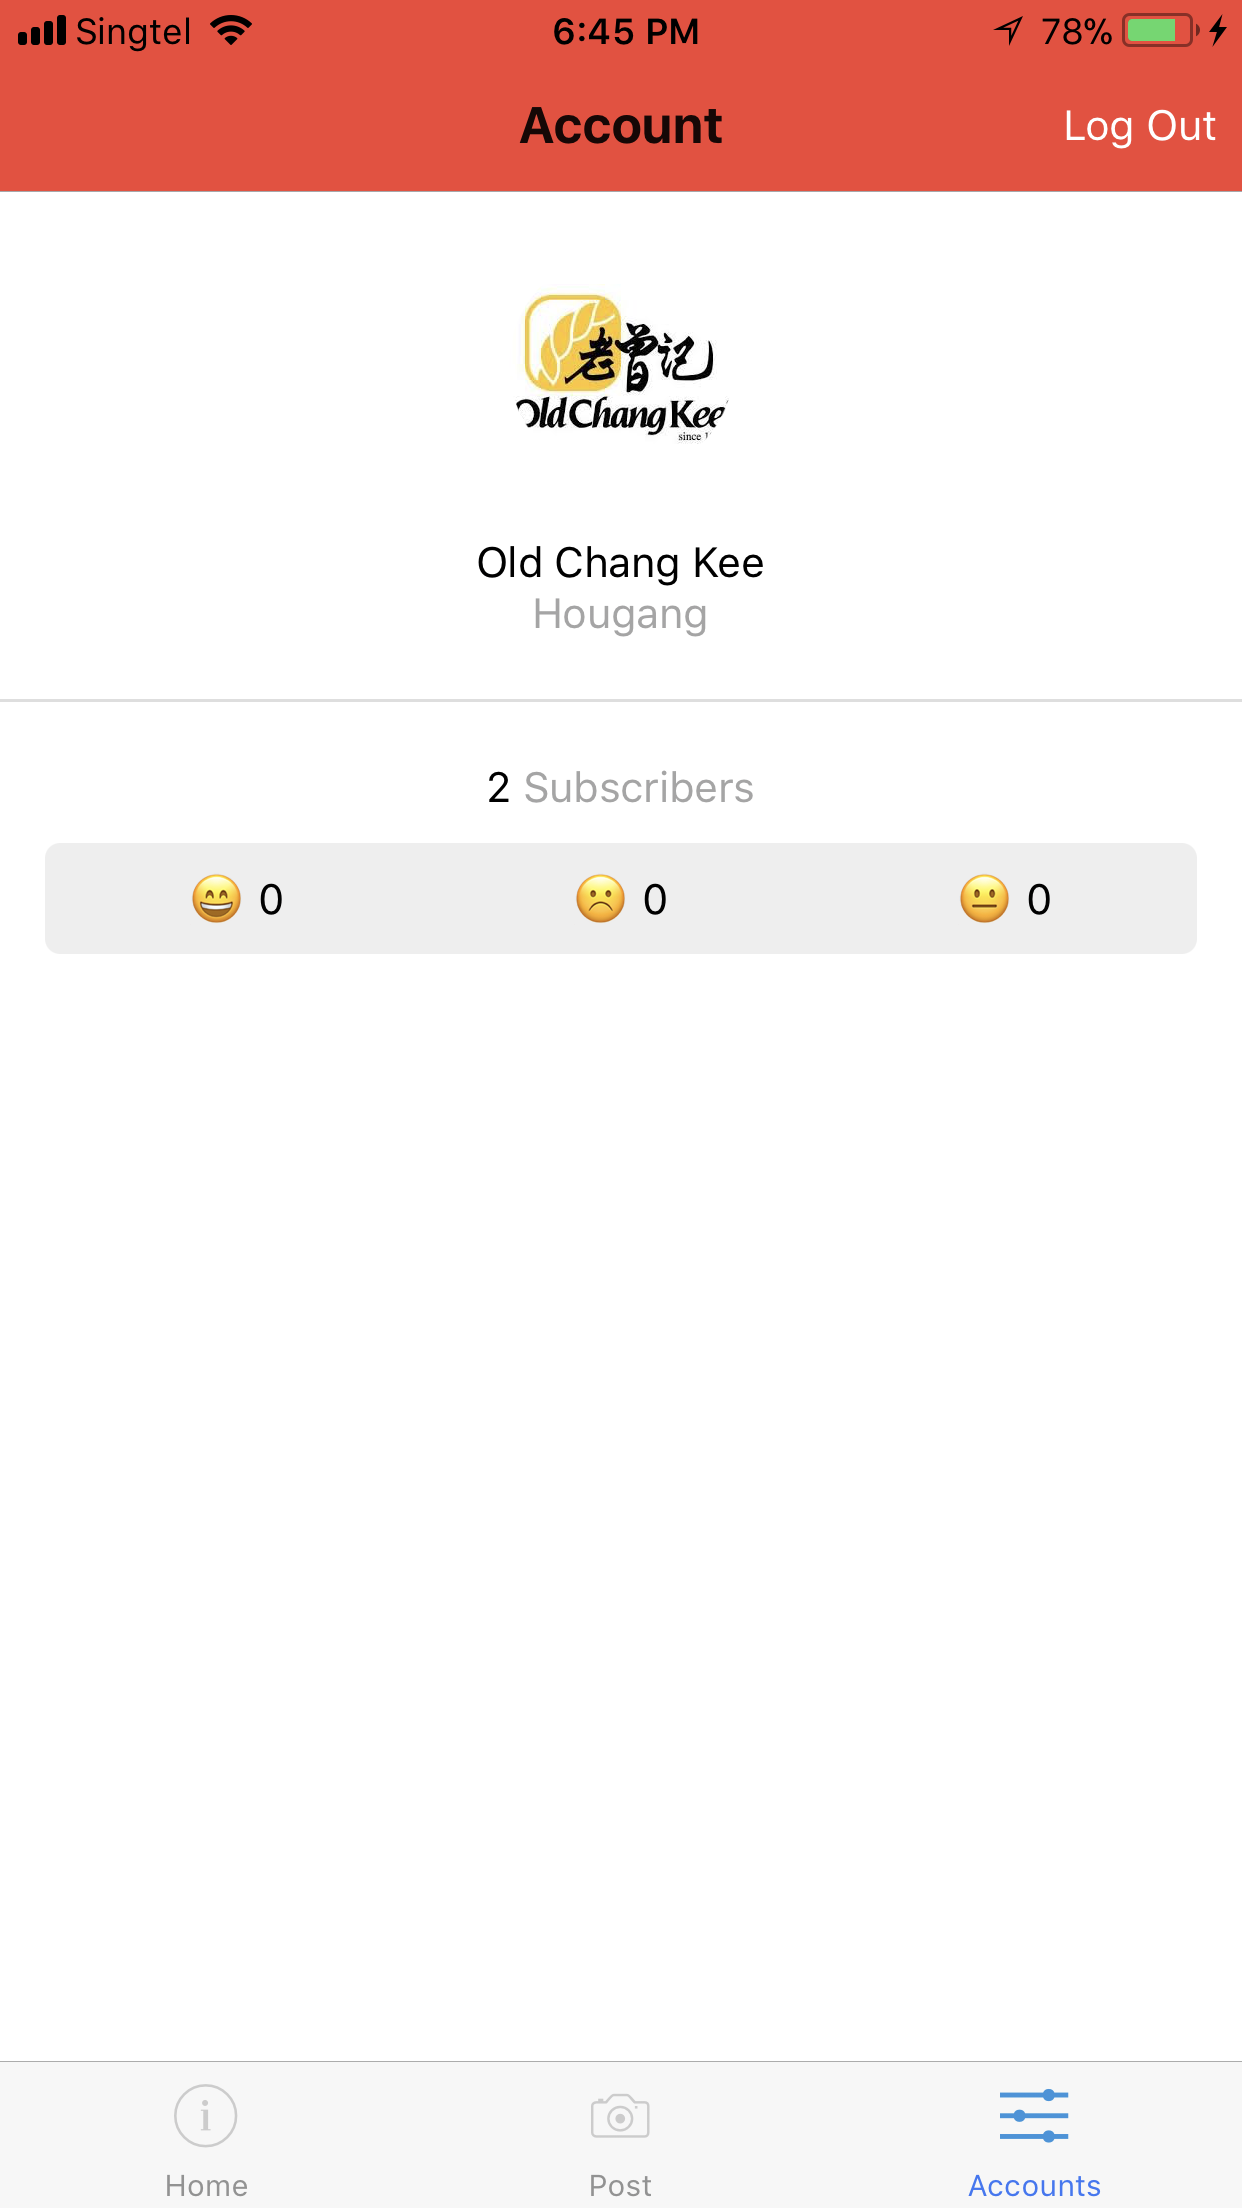 Singtel 6:45 PM 78%
Account Log Out
老曾记
Old Chang Kee
since
Old Chang Kee
Hougang
2 Subscribers
😄 0 ☹️ 0 😐 0
Home Post Accounts